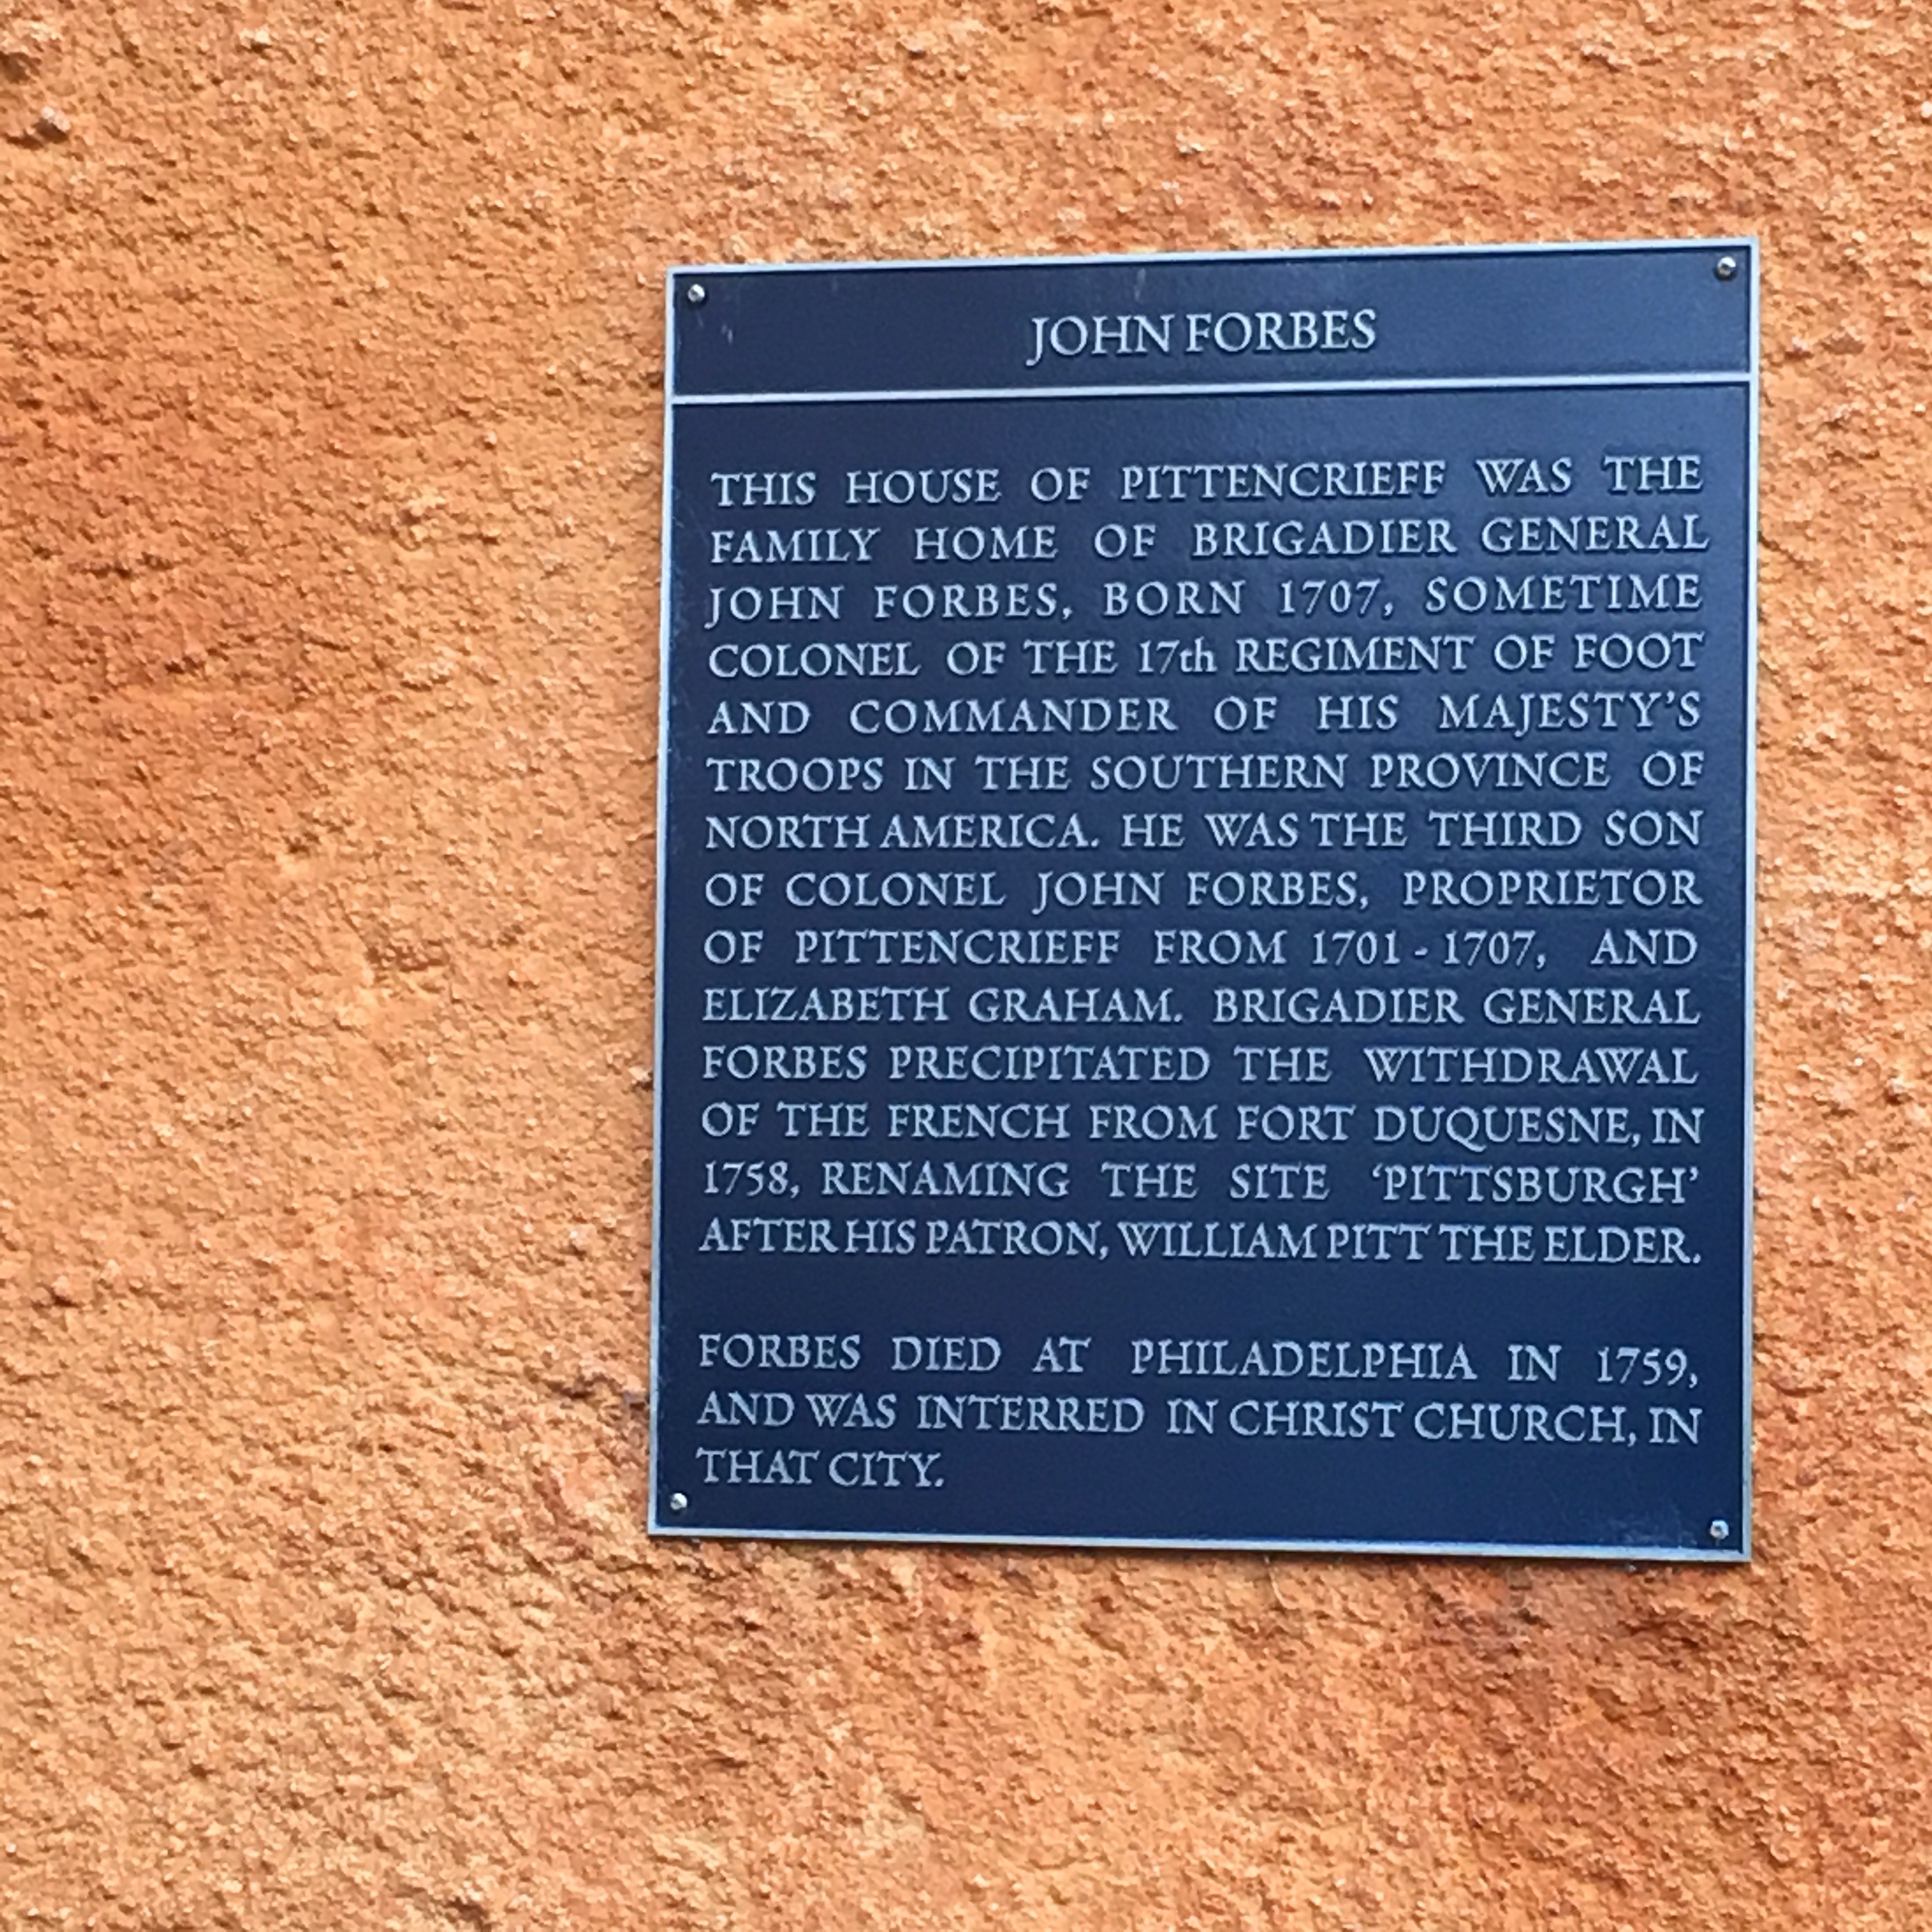 JOHN FORBES
THIS HOUSE OF PITTENCRIEFF WAS THE
FAMILY HOME OF BRIGADIER GENERAL
JOHN FORBES, BORN 1707, SOMETIME
COLONEL OF THE 17th REGIMENT OF FOOT
AND COMMANDER OF HIS MAJESTY'S
TROOPS IN THE SOUTHERN PROVINCE OF
NORTH AMERICA. HE WAS THE THIRD SON
OF COLONEL JOHN FORBES, PROPRIETOR
OF PITTENCRIEFF FROM 1701 - 1707, AND
ELIZABETH GRAHAM. BRIGADIER GENERAL
FORBES PRECIPITATED THE WITHDRAWAL
OF THE FRENCH FROM FORT DUQUESNE, IN
1758, RENAMING THE SITE ‘PITTSBURGH’
AFTER HIS PATRON, WILLIAM PITT THE ELDER.
FORBES DIED AT PHILADELPHIA IN 1759,
AND WAS INTERRED IN CHRIST CHURCH, IN
THAT CITY.